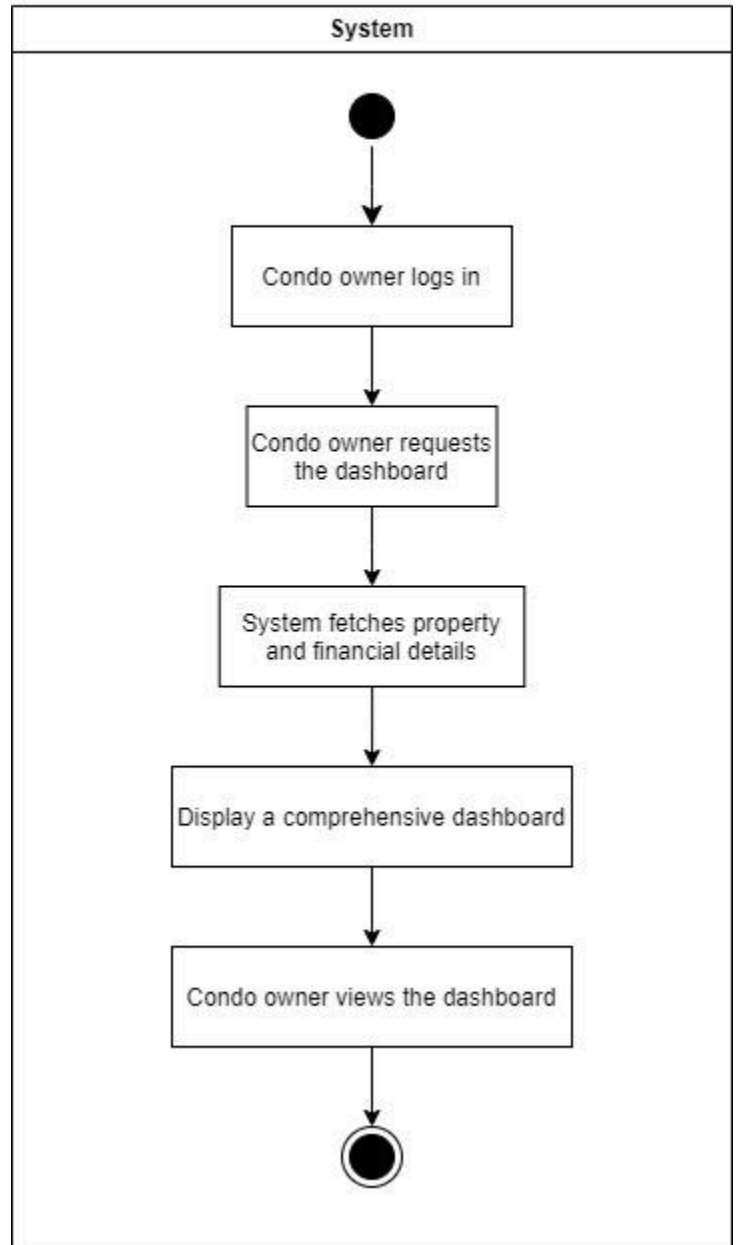 System
Condo owner logs in
Condo owner requests
the dashboard
System fetches property
and financial details
Display a comprehensive dashboard
Condo owner views the dashboard